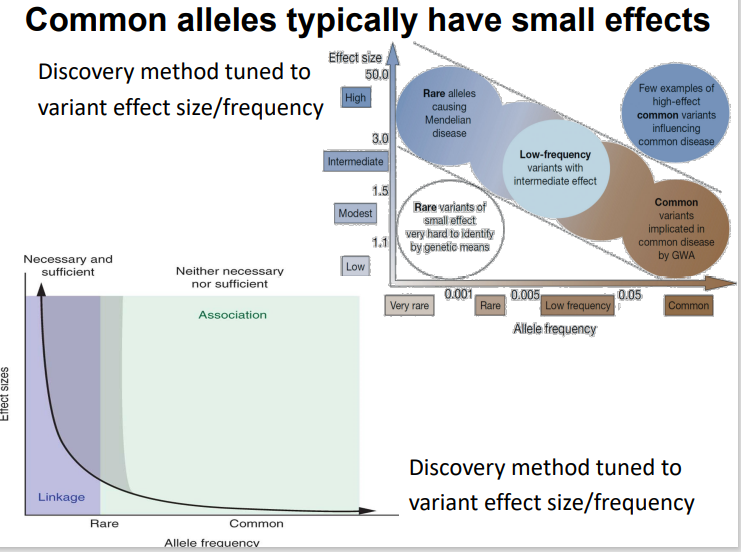 Common alleles typically have small effects
Discovery method tuned to
variant effect size/frequency
Effect size
50.0
High
3.0
Intermediate
1.5
Modest
1.1
Low
Rare alleles
causing
Mendelian
disease
Few examples of
high-effect
common variants
influencing
common disease
Low-frequency
variants with
intermediate effect
Rare variants of
small effect
very hard to identify
by genetic means
Common
variants
implicated in
common disease
by GWA
0.001
0.005
0.05
Very rare
Rare
Low frequency
Common
Allele frequency
Necessary and
sufficient
Neither necessary
nor sufficient
Association
Effect sizes
Linkage
Rare
Common
Allele frequency
Discovery method tuned to
variant effect size/frequency